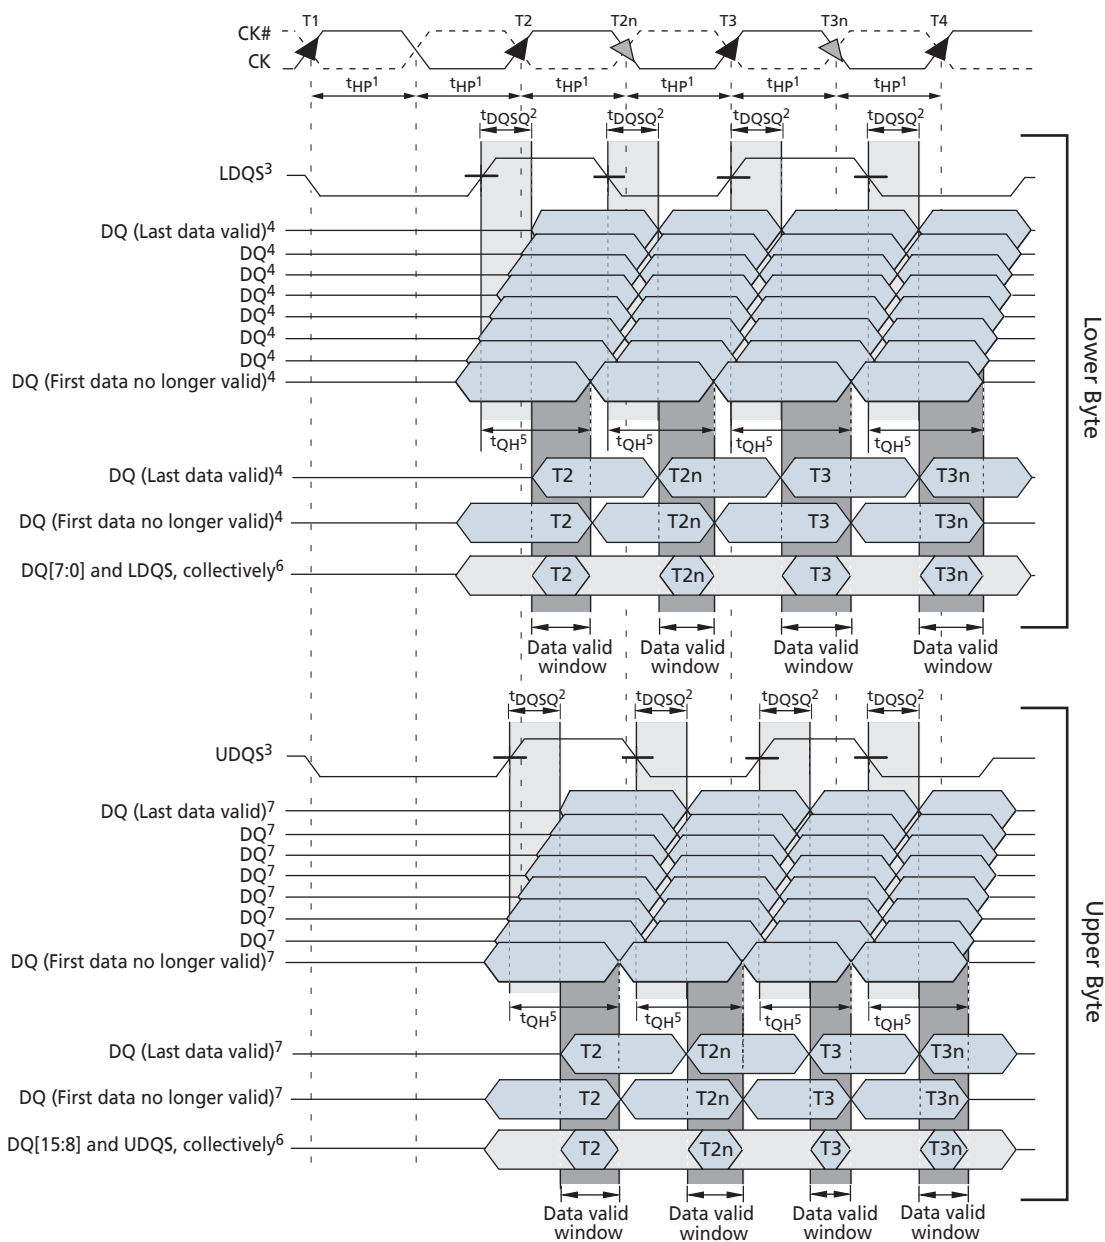 T1 T2 T2n T3 T3n T4
CK#
CK
tHP1 tHP1 tHP1 tHP1 tHP1 tHP1
tDQSQ2 tDQSQ2 tDQSQ2 tDQSQ2
LDQS3
DQ (Last data valid)4
DQ4
DQ4
DQ4
DQ4
DQ4
DQ4
DQ (First data no longer valid)4
tQH5 tQH5 tQH5 tQH5
DQ (Last data valid)4 T2 T2n T3 T3n
DQ (First data no longer valid)4 T2 T2n T3 T3n
DQ[7:0] and LDQS, collectively6 T2 T2n T3 T3n
Data valid window Data valid window Data valid window Data valid window
Lower Byte
tDQSQ2 tDQSQ2 tDQSQ2 tDQSQ2
UDQS3
DQ (Last data valid)7
DQ7
DQ7
DQ7
DQ7
DQ7
DQ7
DQ (First data no longer valid)7
tQH5 tQH5 tQH5 tQH5
DQ (Last data valid)7 T2 T2n T3 T3n
DQ (First data no longer valid)7 T2 T2n T3 T3n
DQ[15:8] and UDQS, collectively6 T2 T2n T3 T3n
Data valid window Data valid window Data valid window Data valid window
Upper Byte